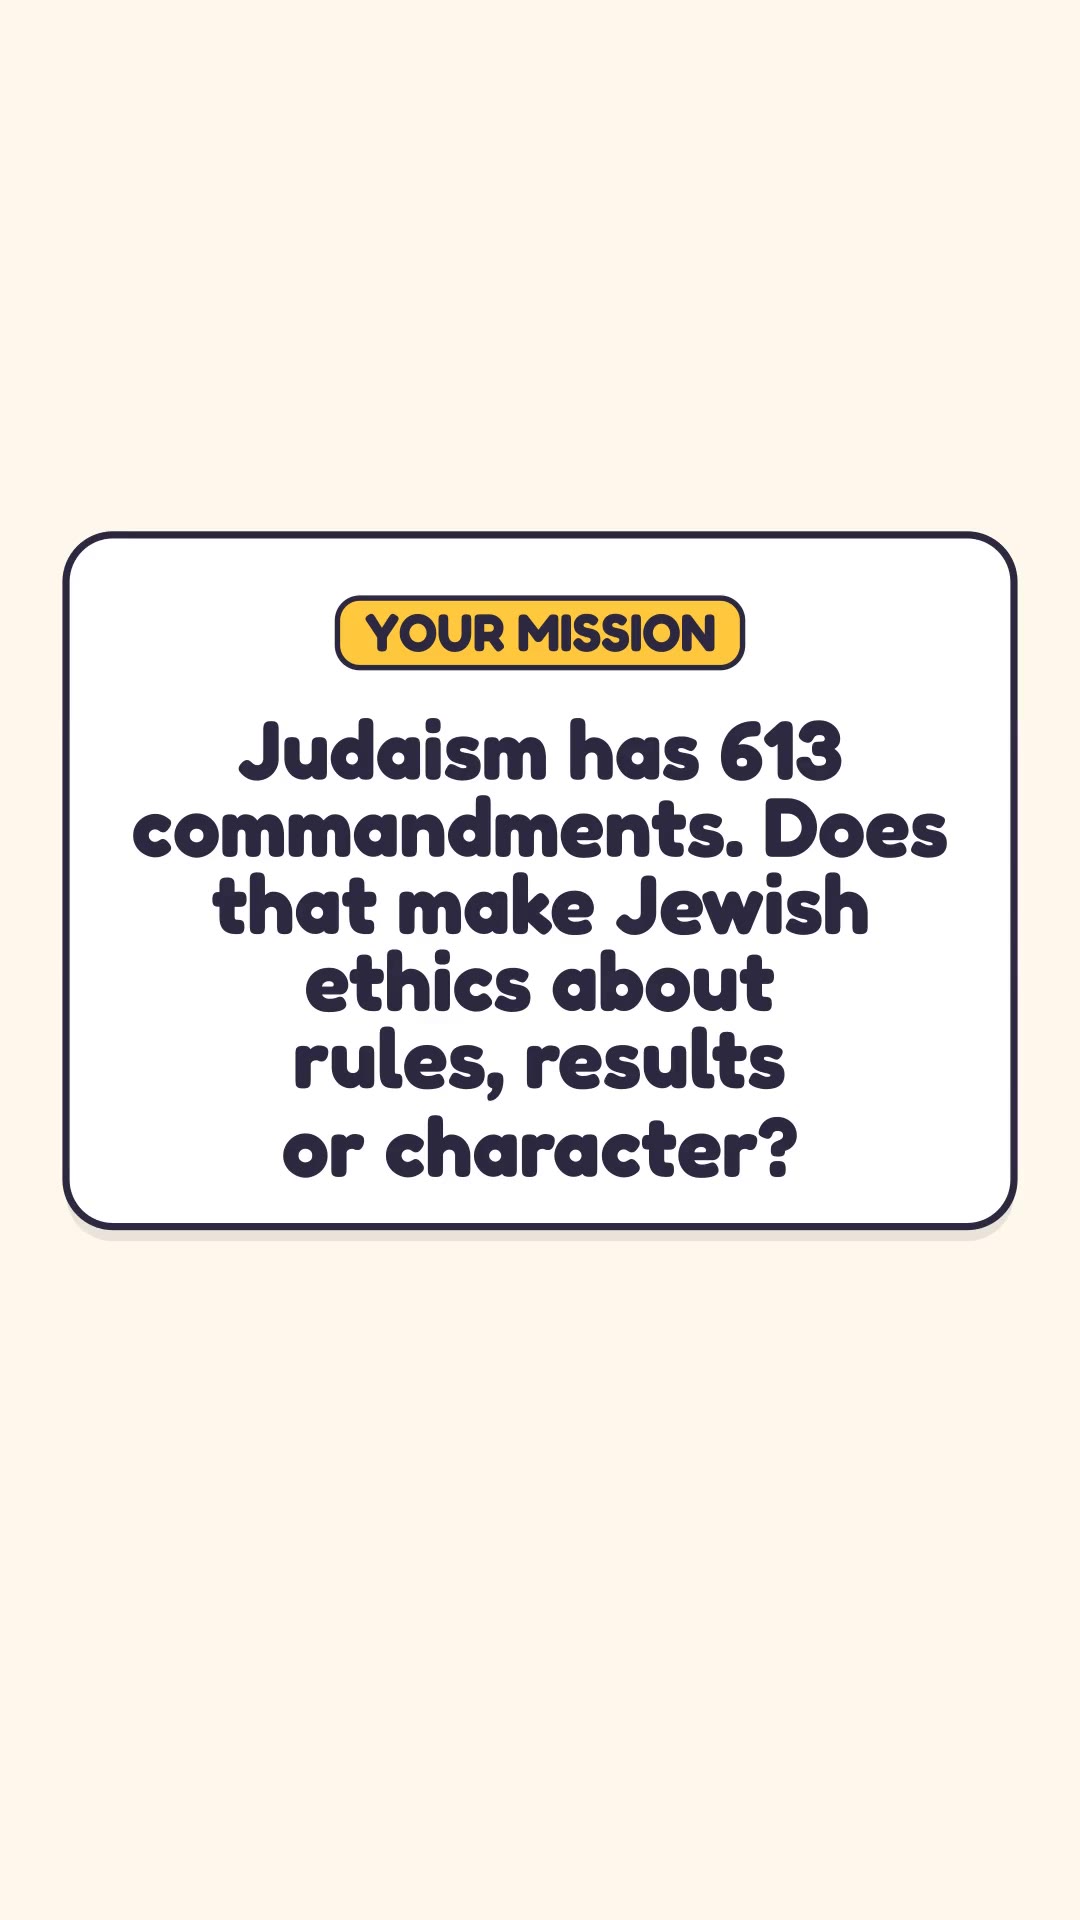 YOUR MISSION
Judaism has 613
commandments. Does
that make Jewish
ethics about
rules, results
or character?